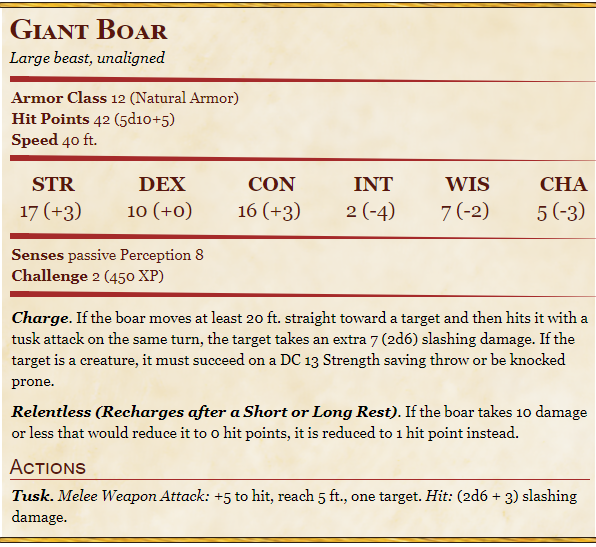 Giant Boar
Large beast, unaligned
Armor Class 12 (Natural Armor)
Hit Points 42 (5d10+5)
Speed 40 ft.
STR DEX CON INT WIS CHA
17 (+3) 10 (+0) 16 (+3) 2 (-4) 7 (-2) 5 (-3)
Senses passive Perception 8
Challenge 2 (450 XP)
Charge. If the boar moves at least 20 ft. straight toward a target and then hits it with a
tusk attack on the same turn, the target takes an extra 7 (2d6) slashing damage. If the
target is a creature, it must succeed on a DC 13 Strength saving throw or be knocked
prone.
Relentless (Recharges after a Short or Long Rest). If the boar takes 10 damage
or less that would reduce it to 0 hit points, it is reduced to 1 hit point instead.
Actions
Tusk. Melee Weapon Attack: +5 to hit, reach 5 ft., one target. Hit: (2d6 + 3) slashing
damage.